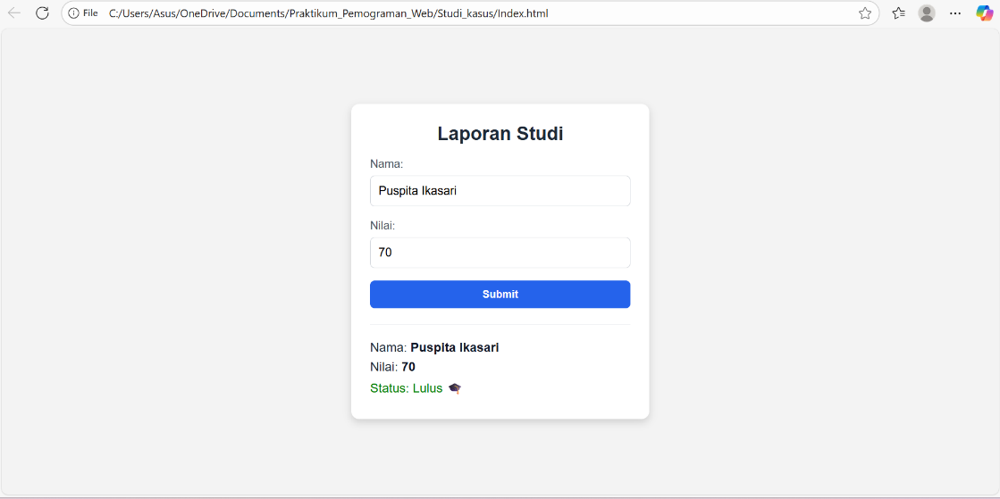 File C:/Users/Asus/OneDrive/Documents/Praktikum_Pemograman_Web/Studi_kasus/Index.html
Laporan Studi
Nama:
Puspita Ikasari
Nilai:
70
Submit
Nama: Puspita Ikasari
Nilai: 70
Status: Lulus 🎓